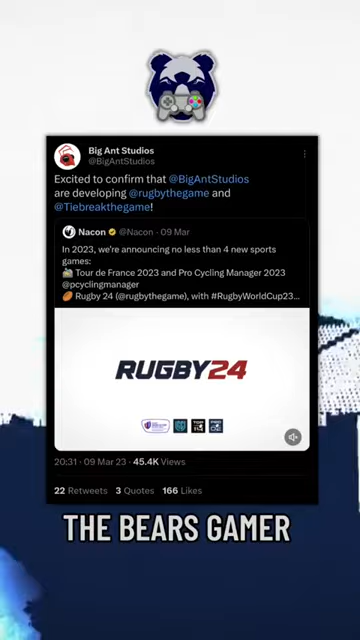 Big Ant Studios
@BigAntStudios
Excited to confirm that @BigAntStudios
are developing @rugbythegame and
@Tiebreakthegame!
Nacon @Nacon · 09 Mar
In 2023, we're announcing no less than 4 new sports
games:
Tour de France 2023 and Pro Cycling Manager 2023
@pcyclingmanager
Rugby 24 (@rugbythegame), with #RugbyWorldCup23...
RUGBY24
20:31 · 09 Mar 23 · 45.4K Views
22 Retweets 3 Quotes 166 Likes
THE BEARS GAMER